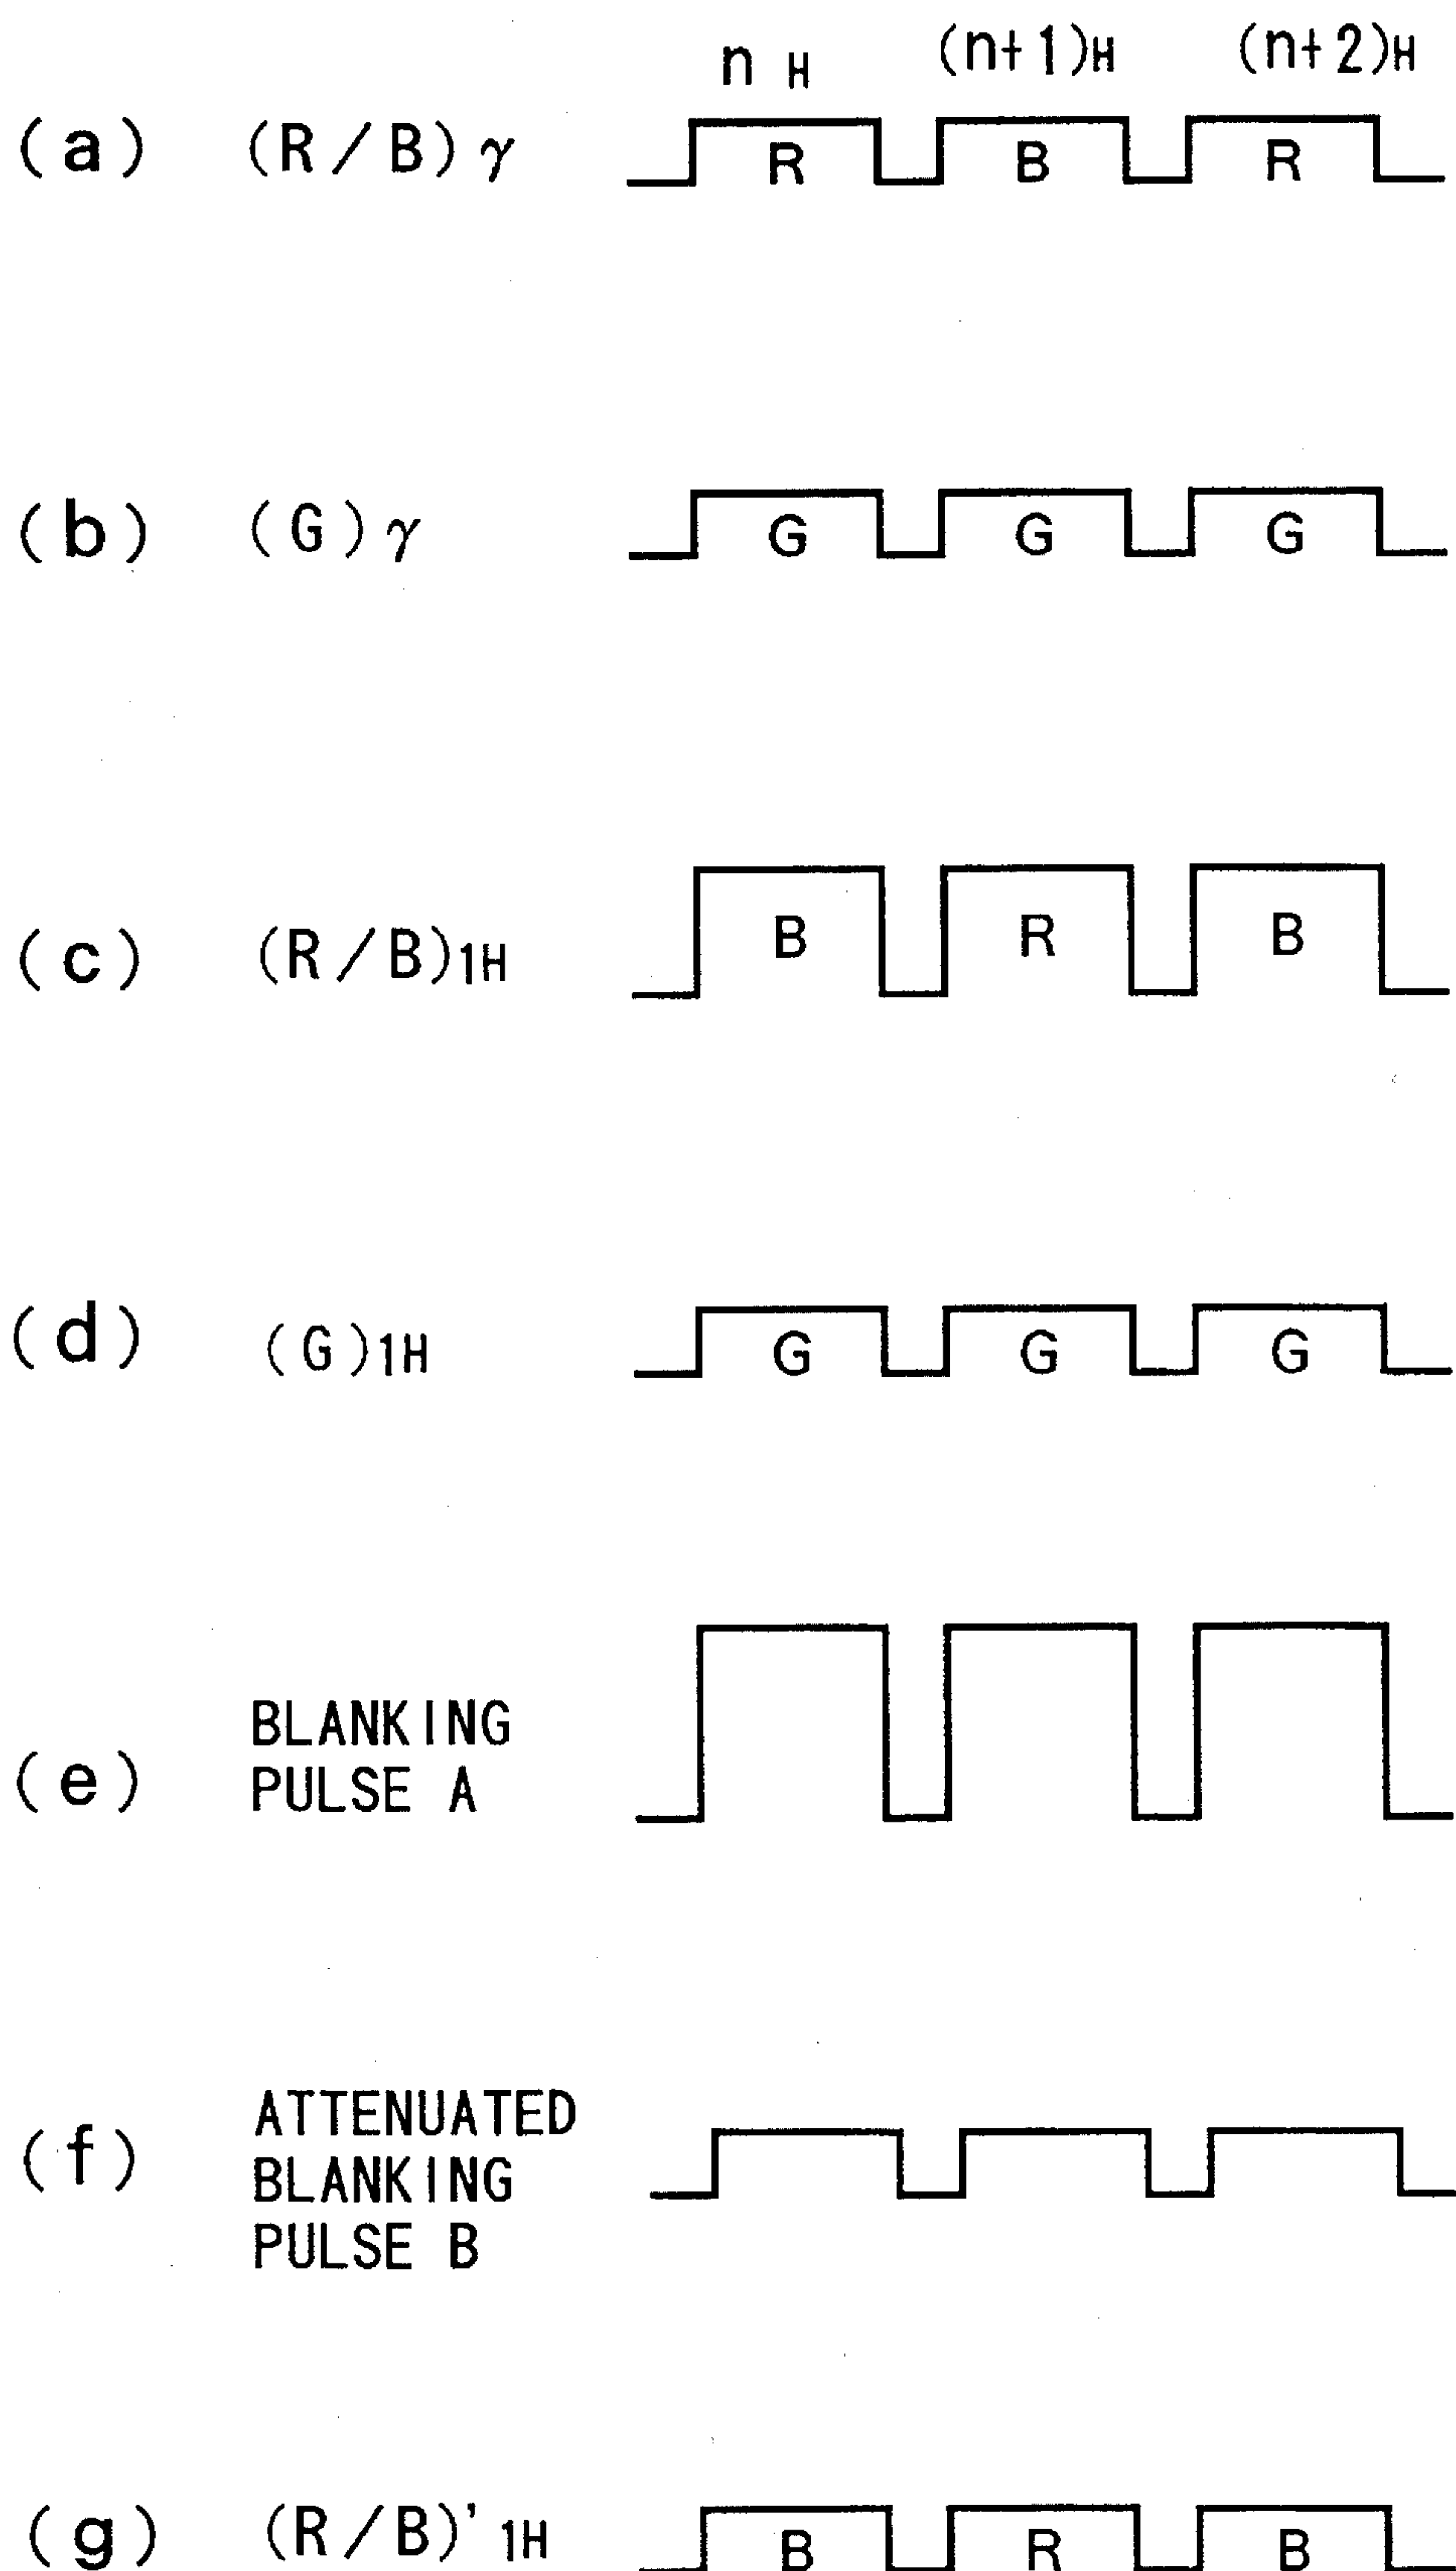 n H (n+1)H (n+2)H
(a) (R/B)γ R B R
(b) (G)γ G G G
(c) (R/B)1H B R B
(d) (G)1H G G G
(e) BLANKING
PULSE A
(f) ATTENUATED
BLANKING
PULSE B
(g) (R/B)'1H B R B